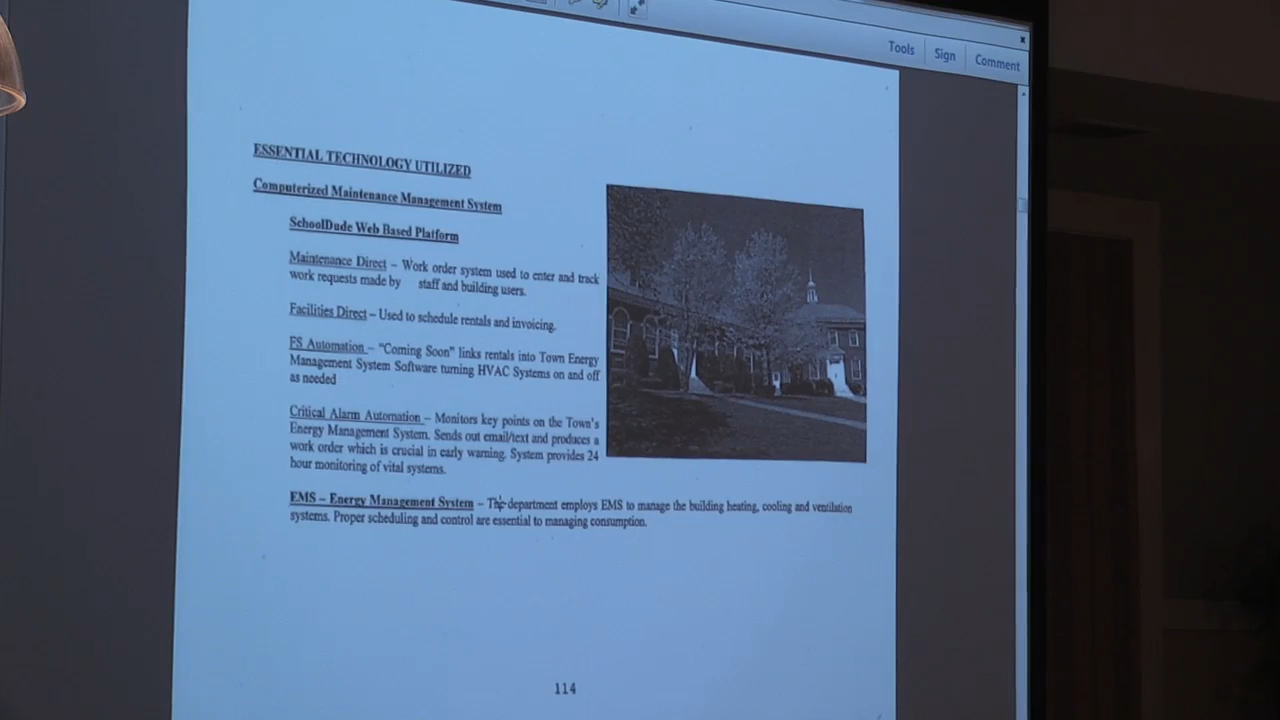 Tools Sign Comment
ESSENTIAL TECHNOLOGY UTILIZED
Computerized Maintenance Management System
SchoolDude Web Based Platform
Maintenance Direct – Work order system used to enter and track
work requests made by staff and building users.
Facilities Direct – Used to schedule rentals and invoicing.
FS Automation – "Coming Soon" links rentals into Town Energy
Management System Software turning HVAC Systems on and off
as needed
Critical Alarm Automation – Monitors key points on the Town's
Energy Management System. Sends out email/text and produces a
work order which is crucial in early warning. System provides 24
hour monitoring of vital systems.
EMS – Energy Management System – The department employs EMS to manage the building heating, cooling and ventilation
systems. Proper scheduling and control are essential to managing consumption.
114